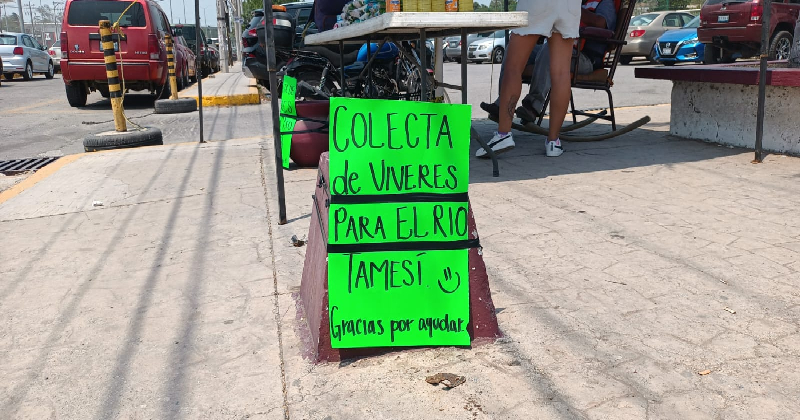 COLECTA
de VIVERES
PARA EL RIO
TAMESÍ.
Gracias por ayudar.